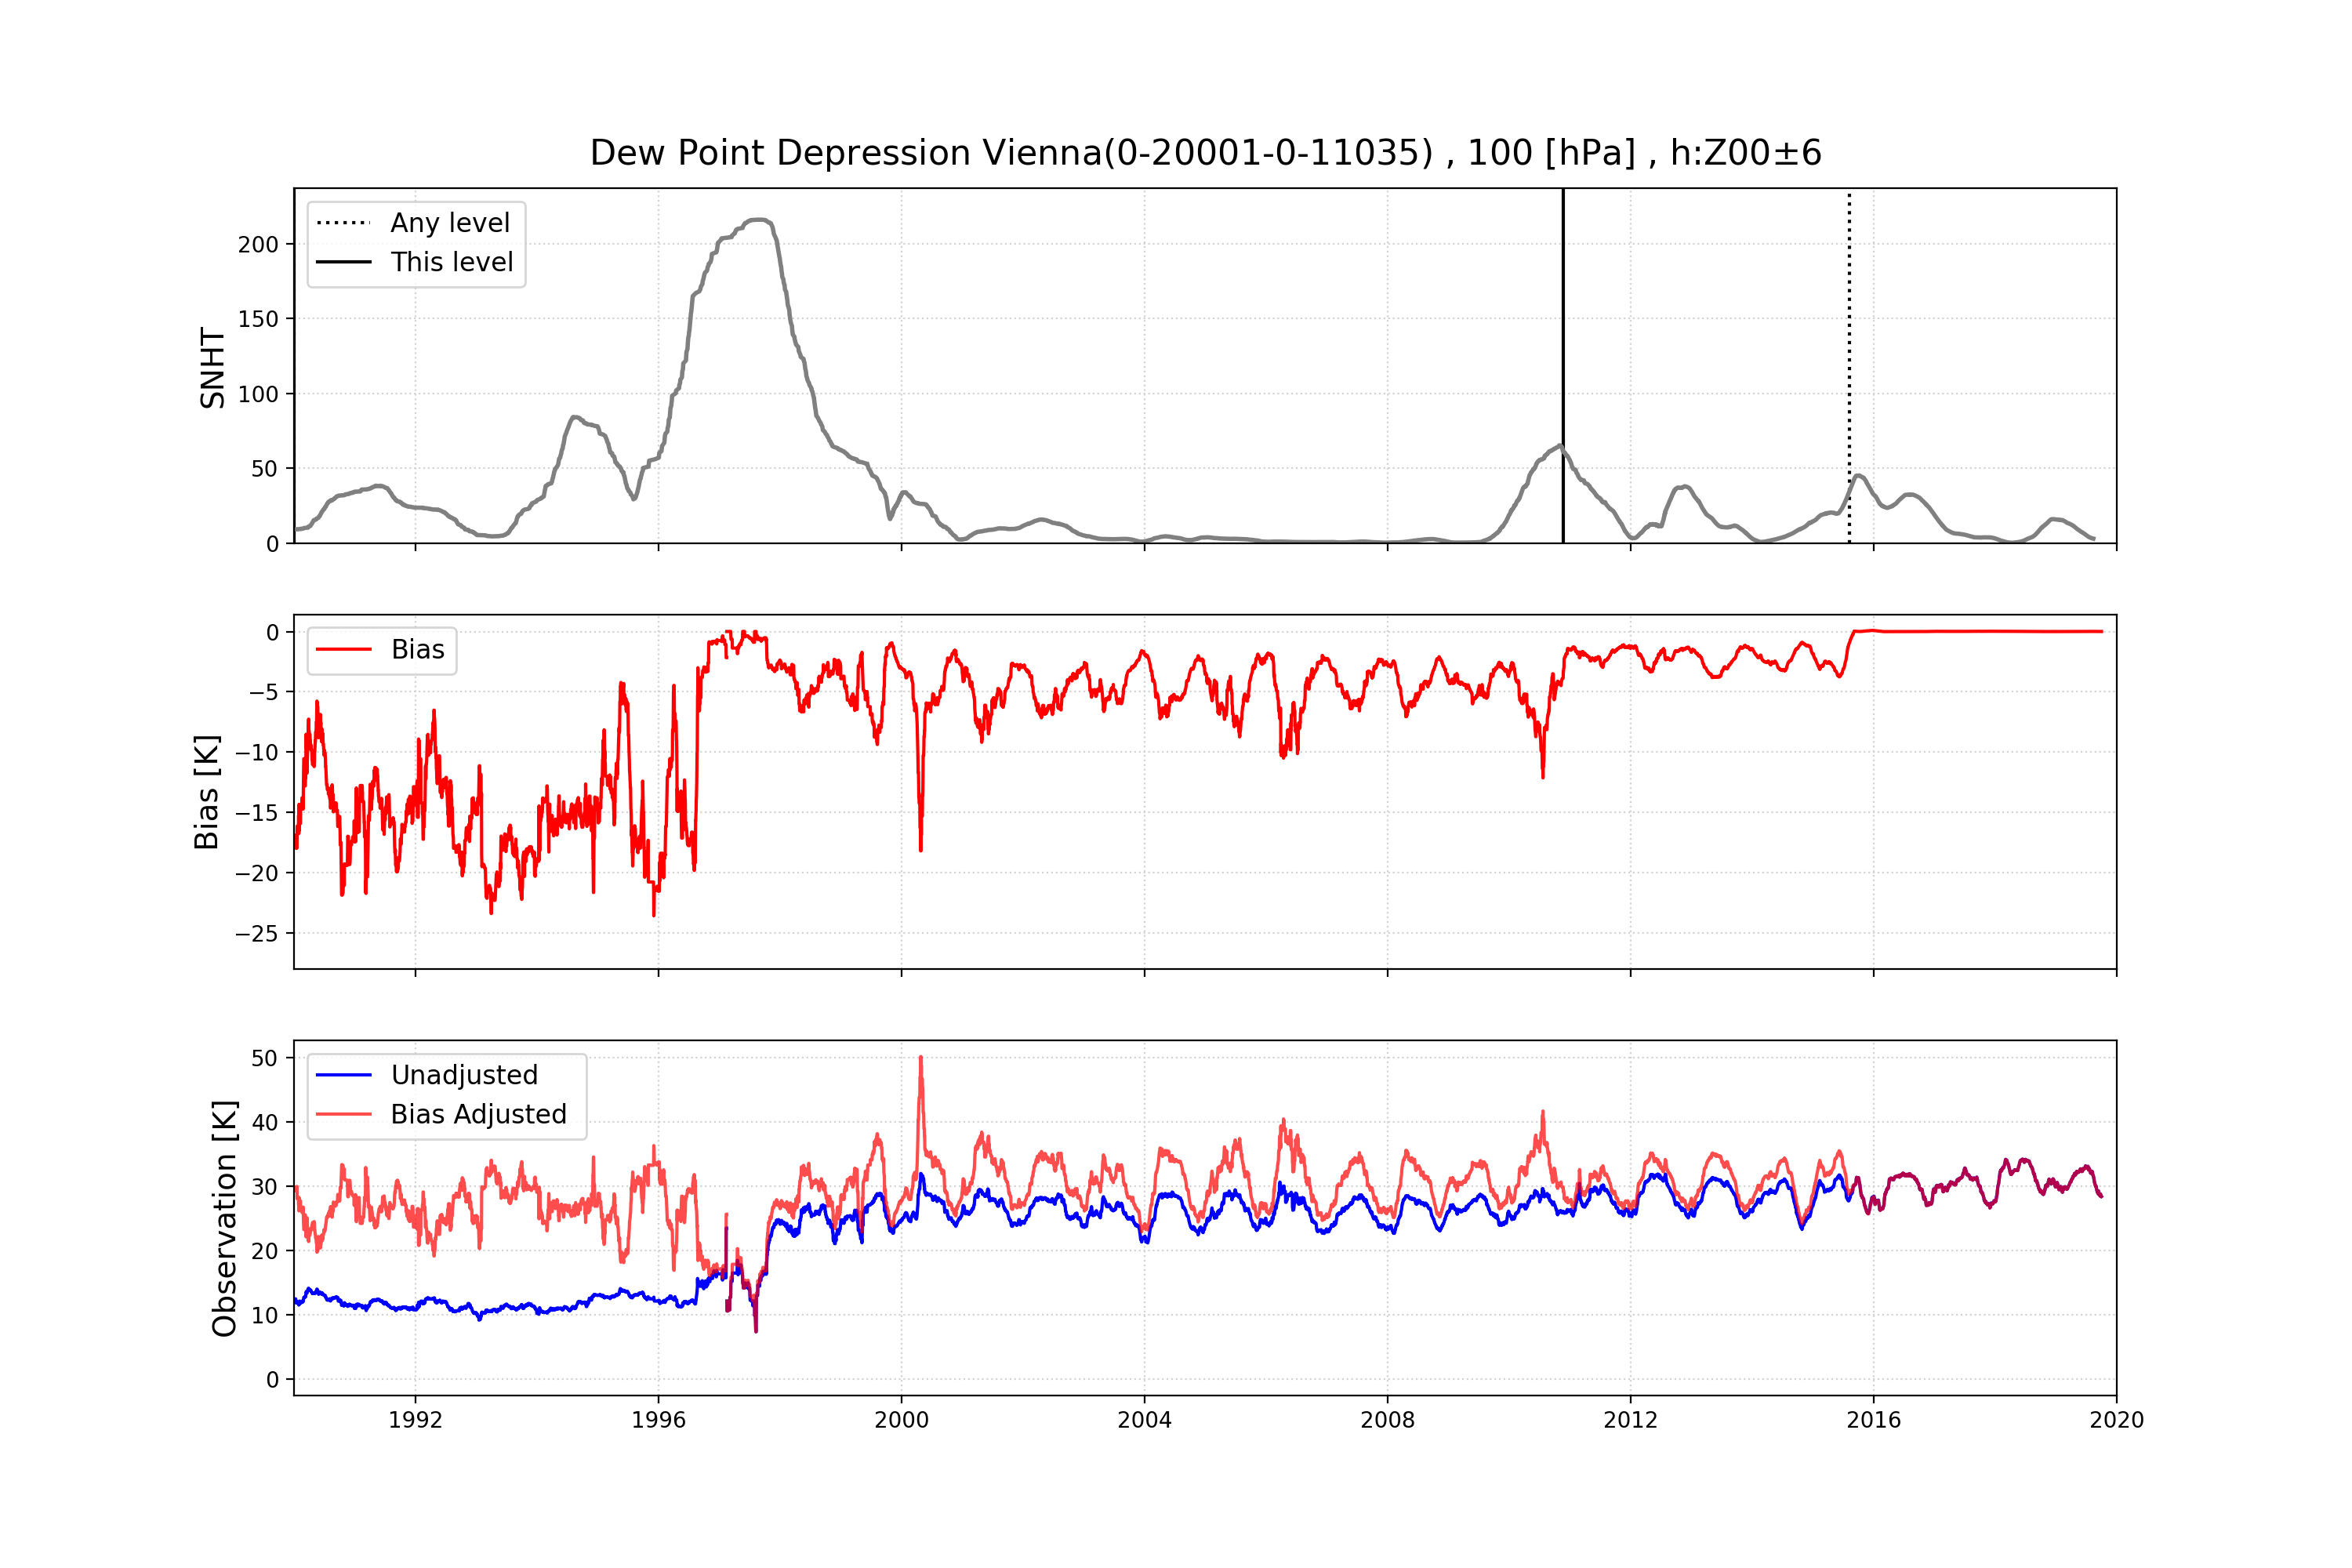 Dew Point Depression Vienna(0-20001-0-11035) , 100 [hPa] , h:Z00±6
SNHT
200
150
100
50
0
Any level
This level
Bias [K]
0
−5
−10
−15
−20
−25
Bias
Observation [K]
50
40
30
20
10
0
Unadjusted
Bias Adjusted
1992 1996 2000 2004 2008 2012 2016 2020